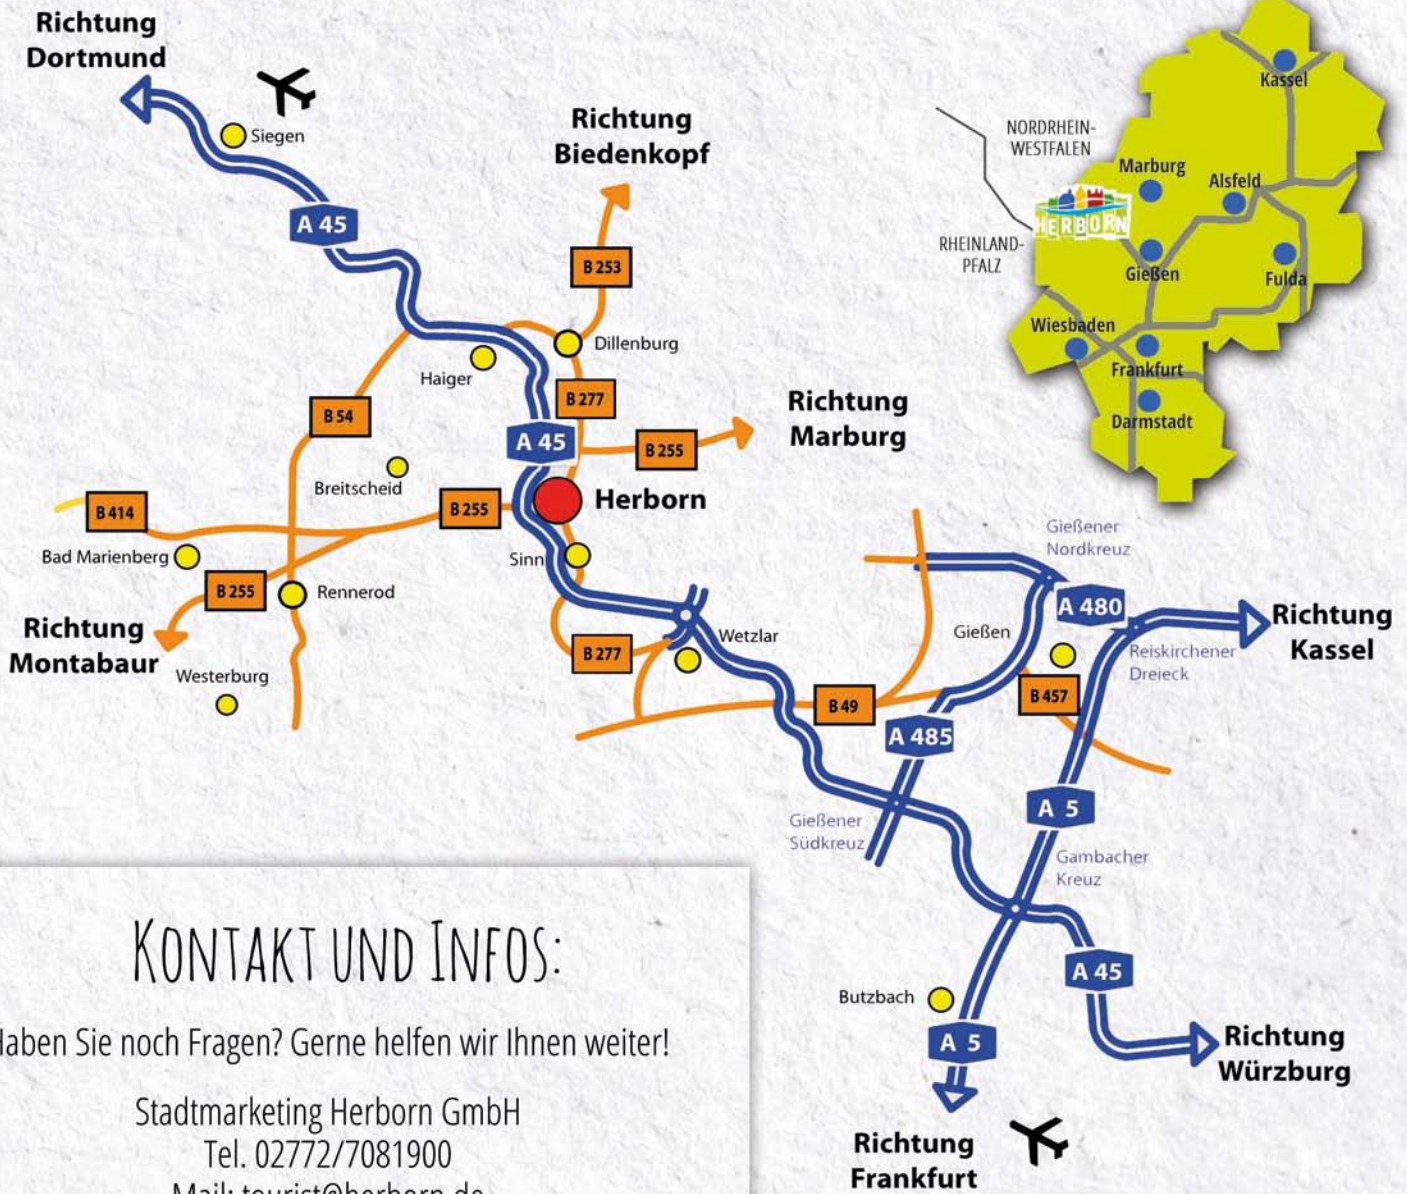 Richtung
Dortmund
Siegen
A 45
Richtung
Biedenkopf
B 253
Dillenburg
Haiger
B 277
B 54
A 45
B 255
Richtung
Marburg
Breitscheid
B 414
B 255
Herborn
Bad Marienberg
Sinn
B 255
Rennerod
Richtung
Montabaur
Westerburg
B 277
Wetzlar
B 49
Gießener
Nordkreuz
A 480
Gießen
Richtung
Kassel
Reiskirchener
Dreieck
B 457
A 485
A 5
Gießener
Südkreuz
Gambacher
Kreuz
A 45
Butzbach
A 5
Richtung
Würzburg
Richtung
Frankfurt
Kassel
NORDRHEIN-
WESTFALEN
Marburg
Alsfeld
HERBORN
RHEINLAND-
PFALZ
Gießen
Fulda
Wiesbaden
Frankfurt
Darmstadt
KONTAKT UND INFOS:
Haben Sie noch Fragen? Gerne helfen wir Ihnen weiter!
Stadtmarketing Herborn GmbH
Tel. 02772/7081900
Mail: tourist@herborn.de